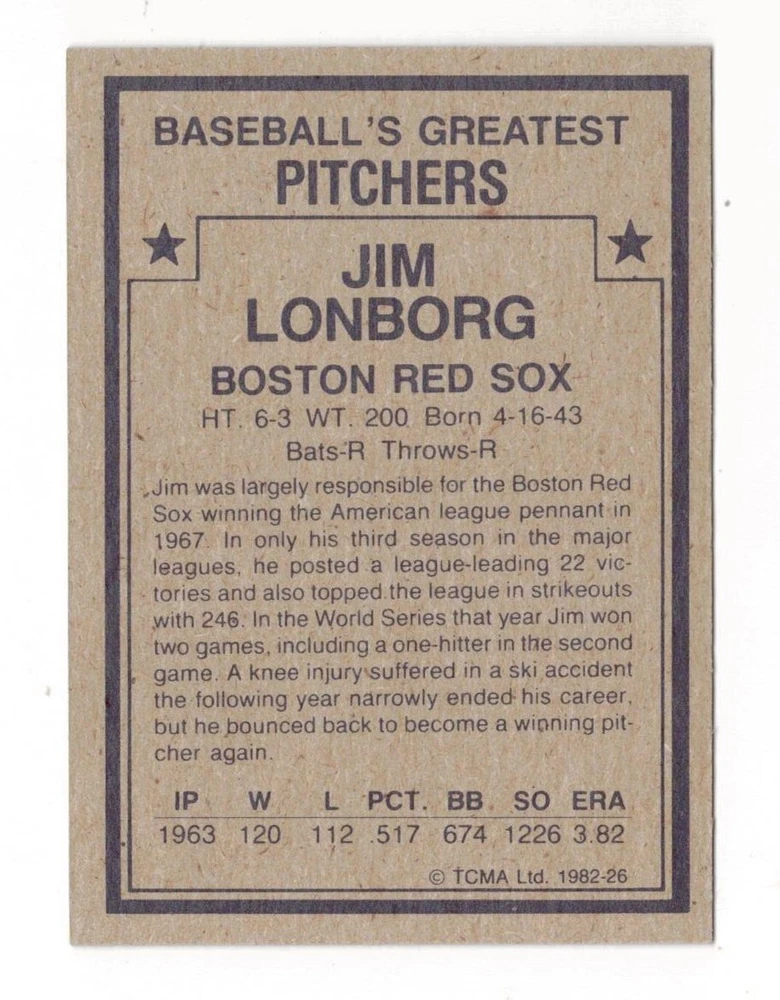 BASEBALL'S GREATEST
PITCHERS
JIM
LONBORG
BOSTON RED SOX
HT. 6-3 WT. 200 Born 4-16-43
Bats-R Throws-R
Jim was largely responsible for the Boston Red
Sox winning the American league pennant in
1967. In only his third season in the major
leagues, he posted a league-leading 22 vic-
tories and also topped the league in strikeouts
with 246. In the World Series that year Jim won
two games, including a one-hitter in the second
game. A knee injury suffered in a ski accident
the following year narrowly ended his career,
but he bounced back to become a winning pit-
cher again.
IP W L PCT. BB SO ERA
1963 120 112 .517 674 1226 3.82
© TCMA Ltd. 1982-26